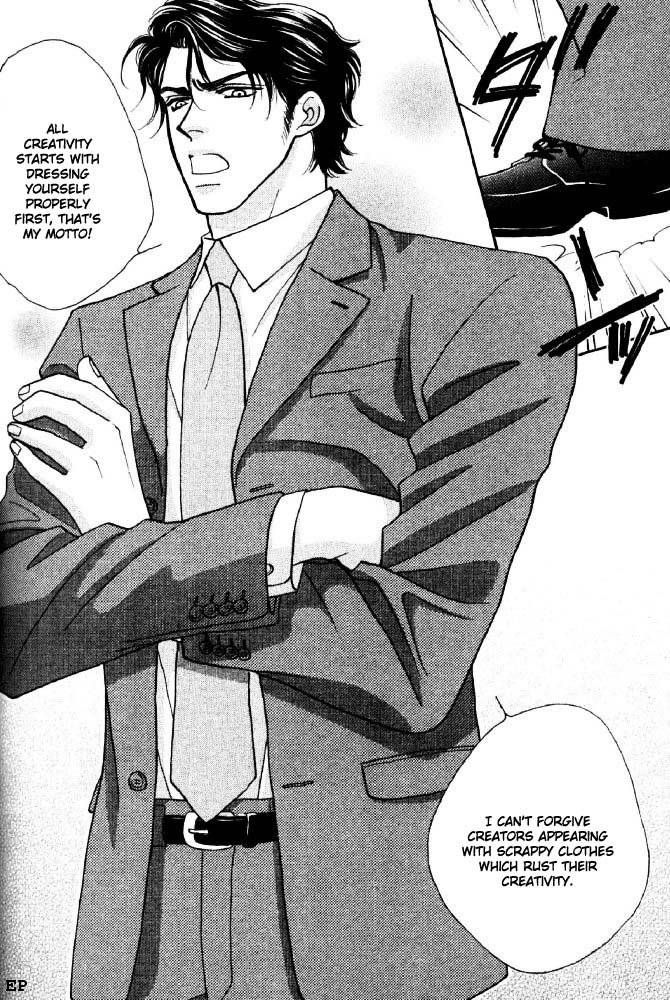 ALL
CREATIVITY
STARTS WITH
DRESSING
YOURSELF
PROPERLY
FIRST, THAT'S
MY MOTTO!
I CAN'T FORGIVE
CREATORS APPEARING
WITH SCRAPPY CLOTHES
WHICH RUST THEIR
CREATIVITY.
EP